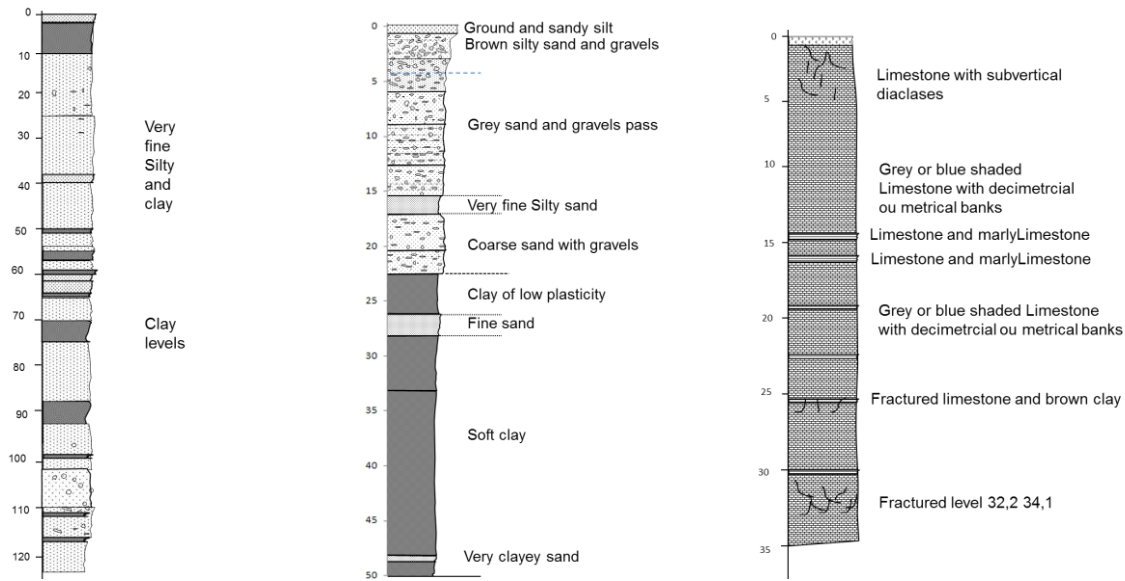 0
10
20
30
40
50
60
70
80
90
100
110
120
Very
fine
Silty
and
clay
Clay
levels
0
5
10
15
20
25
30
35
40
45
50
Ground and sandy silt
Brown silty sand and gravels
Grey sand and gravels pass
Very fine Silty sand
Coarse sand with gravels
Clay of low plasticity
Fine sand
Soft clay
Very clayey sand
0
5
10
15
20
25
30
35
Limestone with subvertical
diaclases
Grey or blue shaded
Limestone with decimetrcial
ou metrical banks
Limestone and marlyLimestone
Limestone and marlyLimestone
Grey or blue shaded Limestone
with decimetrcial ou metrical banks
Fractured limestone and brown clay
Fractured level 32,2 34,1